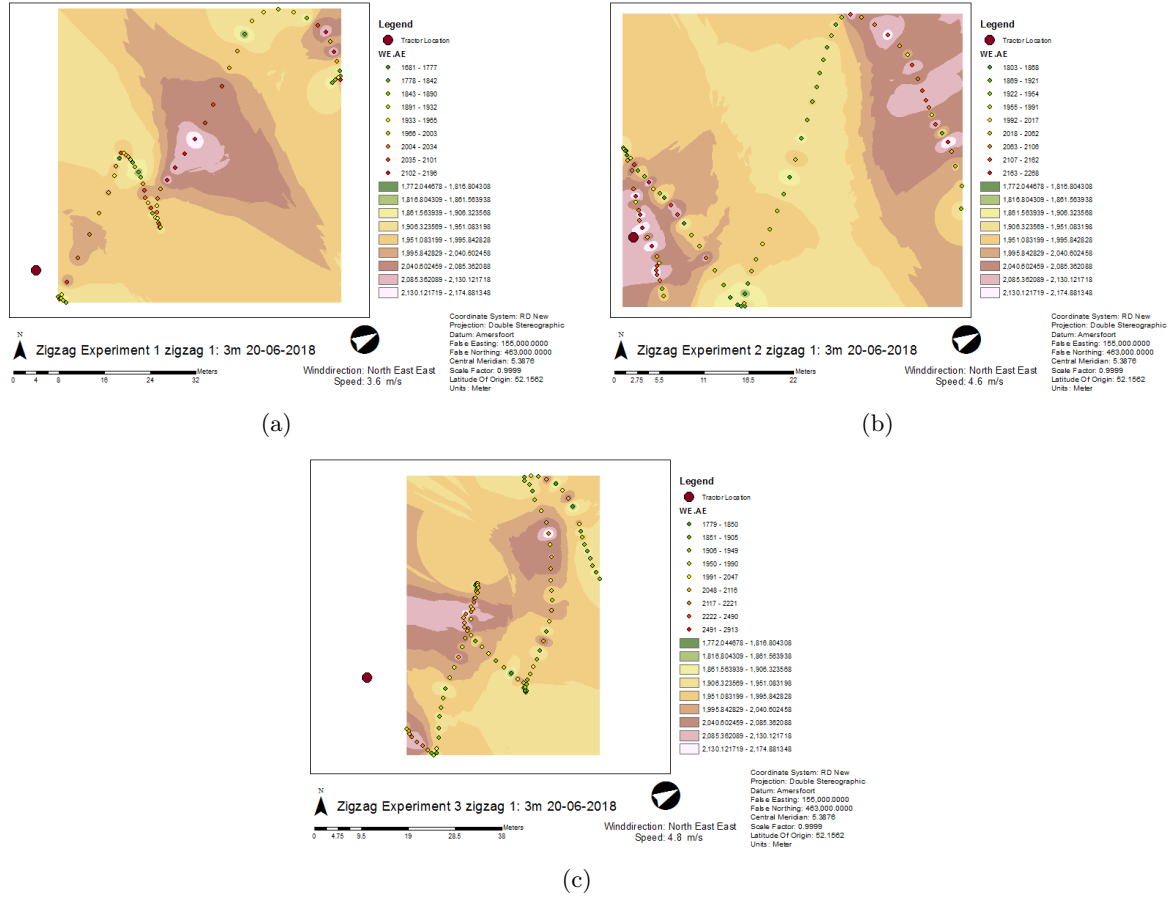 Legend
Tractor Location
WE.AE
1681 - 1777
1778 - 1842
1843 - 1890
1891 - 1932
1933 - 1965
1966 - 2003
2004 - 2034
2035 - 2101
2102 - 2196
1,772.044678 - 1,816.804308
1,816.804309 - 1,861.563938
1,861.563939 - 1,906.323568
1,906.323569 - 1,951.083198
1,951.083199 - 1,995.842828
1,995.842829 - 2,040.602458
2,040.602459 - 2,085.362088
2,085.362089 - 2,130.121718
2,130.121719 - 2,174.881348
N
Zigzag Experiment 1 zigzag 1: 3m 20-06-2018
0 4 8 16 24 32 Meters
Winddirection: North East East
Speed: 3.6 m/s
Coordinate System: RD New
Projection: Double Stereographic
Datum: Amersfoort
False Easting: 155,000.0000
False Northing: 463,000.0000
Central Meridian: 5.3876
Scale Factor: 0.9999
Latitude Of Origin: 52.1562
Units: Meter
(a)
Legend
Tractor Location
WE.AE
1803 - 1868
1869 - 1921
1922 - 1954
1955 - 1991
1992 - 2017
2018 - 2062
2063 - 2106
2107 - 2162
2163 - 2268
1,772.044678 - 1,816.804308
1,816.804309 - 1,861.563938
1,861.563939 - 1,906.323568
1,906.323569 - 1,951.083198
1,951.083199 - 1,995.842828
1,995.842829 - 2,040.602458
2,040.602459 - 2,085.362088
2,085.362089 - 2,130.121718
2,130.121719 - 2,174.881348
N
Zigzag Experiment 2 zigzag 1: 3m 20-06-2018
0 2.75 5.5 11 16.5 22 Meters
Winddirection: North East East
Speed: 4.6 m/s
Coordinate System: RD New
Projection: Double Stereographic
Datum: Amersfoort
False Easting: 155,000.0000
False Northing: 463,000.0000
Central Meridian: 5.3876
Scale Factor: 0.9999
Latitude Of Origin: 52.1562
Units: Meter
(b)
Legend
Tractor Location
WE.AE
1779 - 1850
1851 - 1905
1906 - 1949
1950 - 1990
1991 - 2047
2048 - 2116
2117 - 2221
2222 - 2490
2491 - 2913
1,772.044678 - 1,816.804308
1,816.804309 - 1,861.563938
1,861.563939 - 1,906.323568
1,906.323569 - 1,951.083198
1,951.083199 - 1,995.842828
1,995.842829 - 2,040.602458
2,040.602459 - 2,085.362088
2,085.362089 - 2,130.121718
2,130.121719 - 2,174.881348
N
Zigzag Experiment 3 zigzag 1: 3m 20-06-2018
0 4.75 9.5 19 28.5 38 Meters
Winddirection: North East East
Speed: 4.8 m/s
Coordinate System: RD New
Projection: Double Stereographic
Datum: Amersfoort
False Easting: 155,000.0000
False Northing: 463,000.0000
Central Meridian: 5.3876
Scale Factor: 0.9999
Latitude Of Origin: 52.1562
Units: Meter
(c)